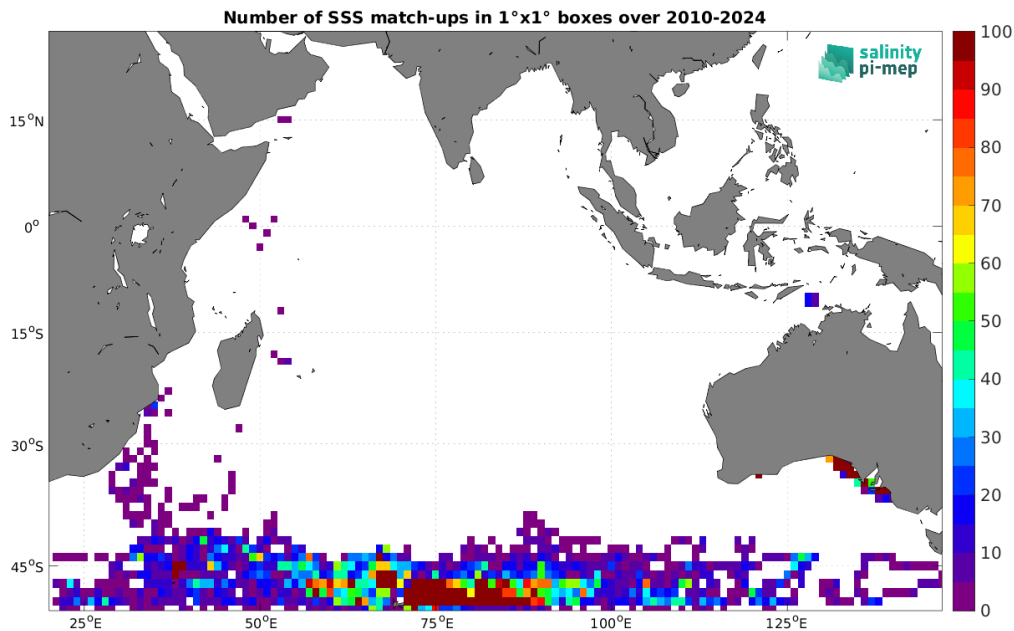 Number of SSS match-ups in 1°x1° boxes over 2010-2024
salinity
pi-mep
15°N
0°
15°S
30°S
45°S
25°E
50°E
75°E
100°E
125°E
100
90
80
70
60
50
40
30
20
10
0